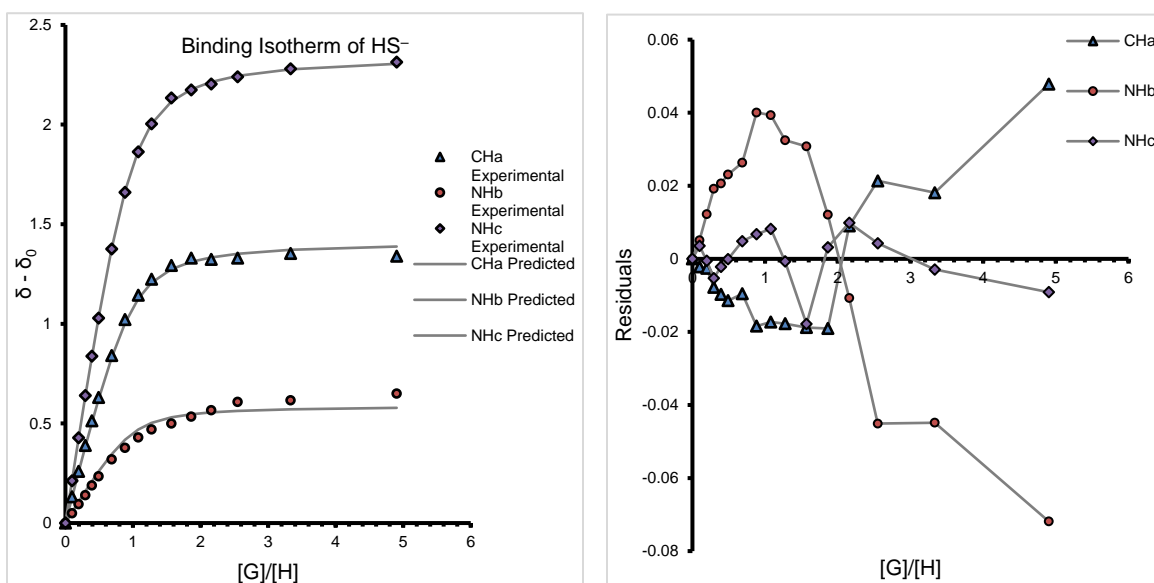 Binding Isotherm of HS⁻
2.5
2
1.5
1
0.5
0
0 1 2 3 4 5 6
δ - δ₀
[G]/[H]
CHa
Experimental
NHb
Experimental
NHc
Experimental
CHa Predicted
NHb Predicted
NHc Predicted
0.06
0.04
0.02
0
-0.02
-0.04
-0.06
-0.08
0 1 2 3 4 5 6
Residuals
[G]/[H]
CHa
NHb
NHc